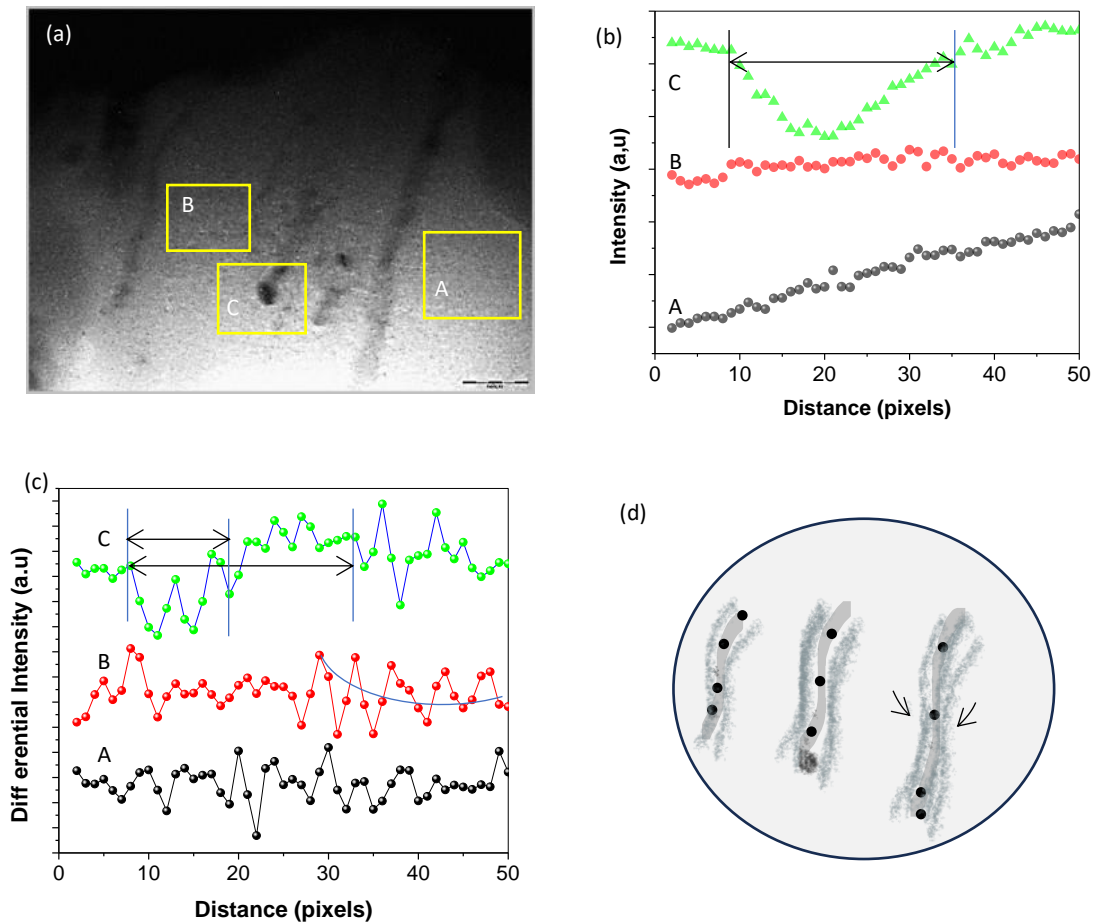 (a)
B
C
A
(b)
C
B
A
Intensity (a,u)
0 10 20 30 40 50
Distance (pixels)
(c)
C
B
A
Diff erential Intensity (a.u)
0 10 20 30 40 50
Distance (pixels)
(d)